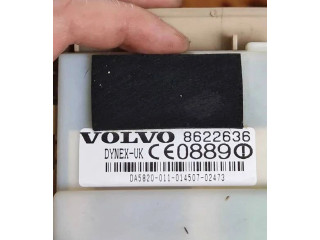 VOLVO 8622636
DYNEX-UK CE0889
DA5820-011-014507-02473